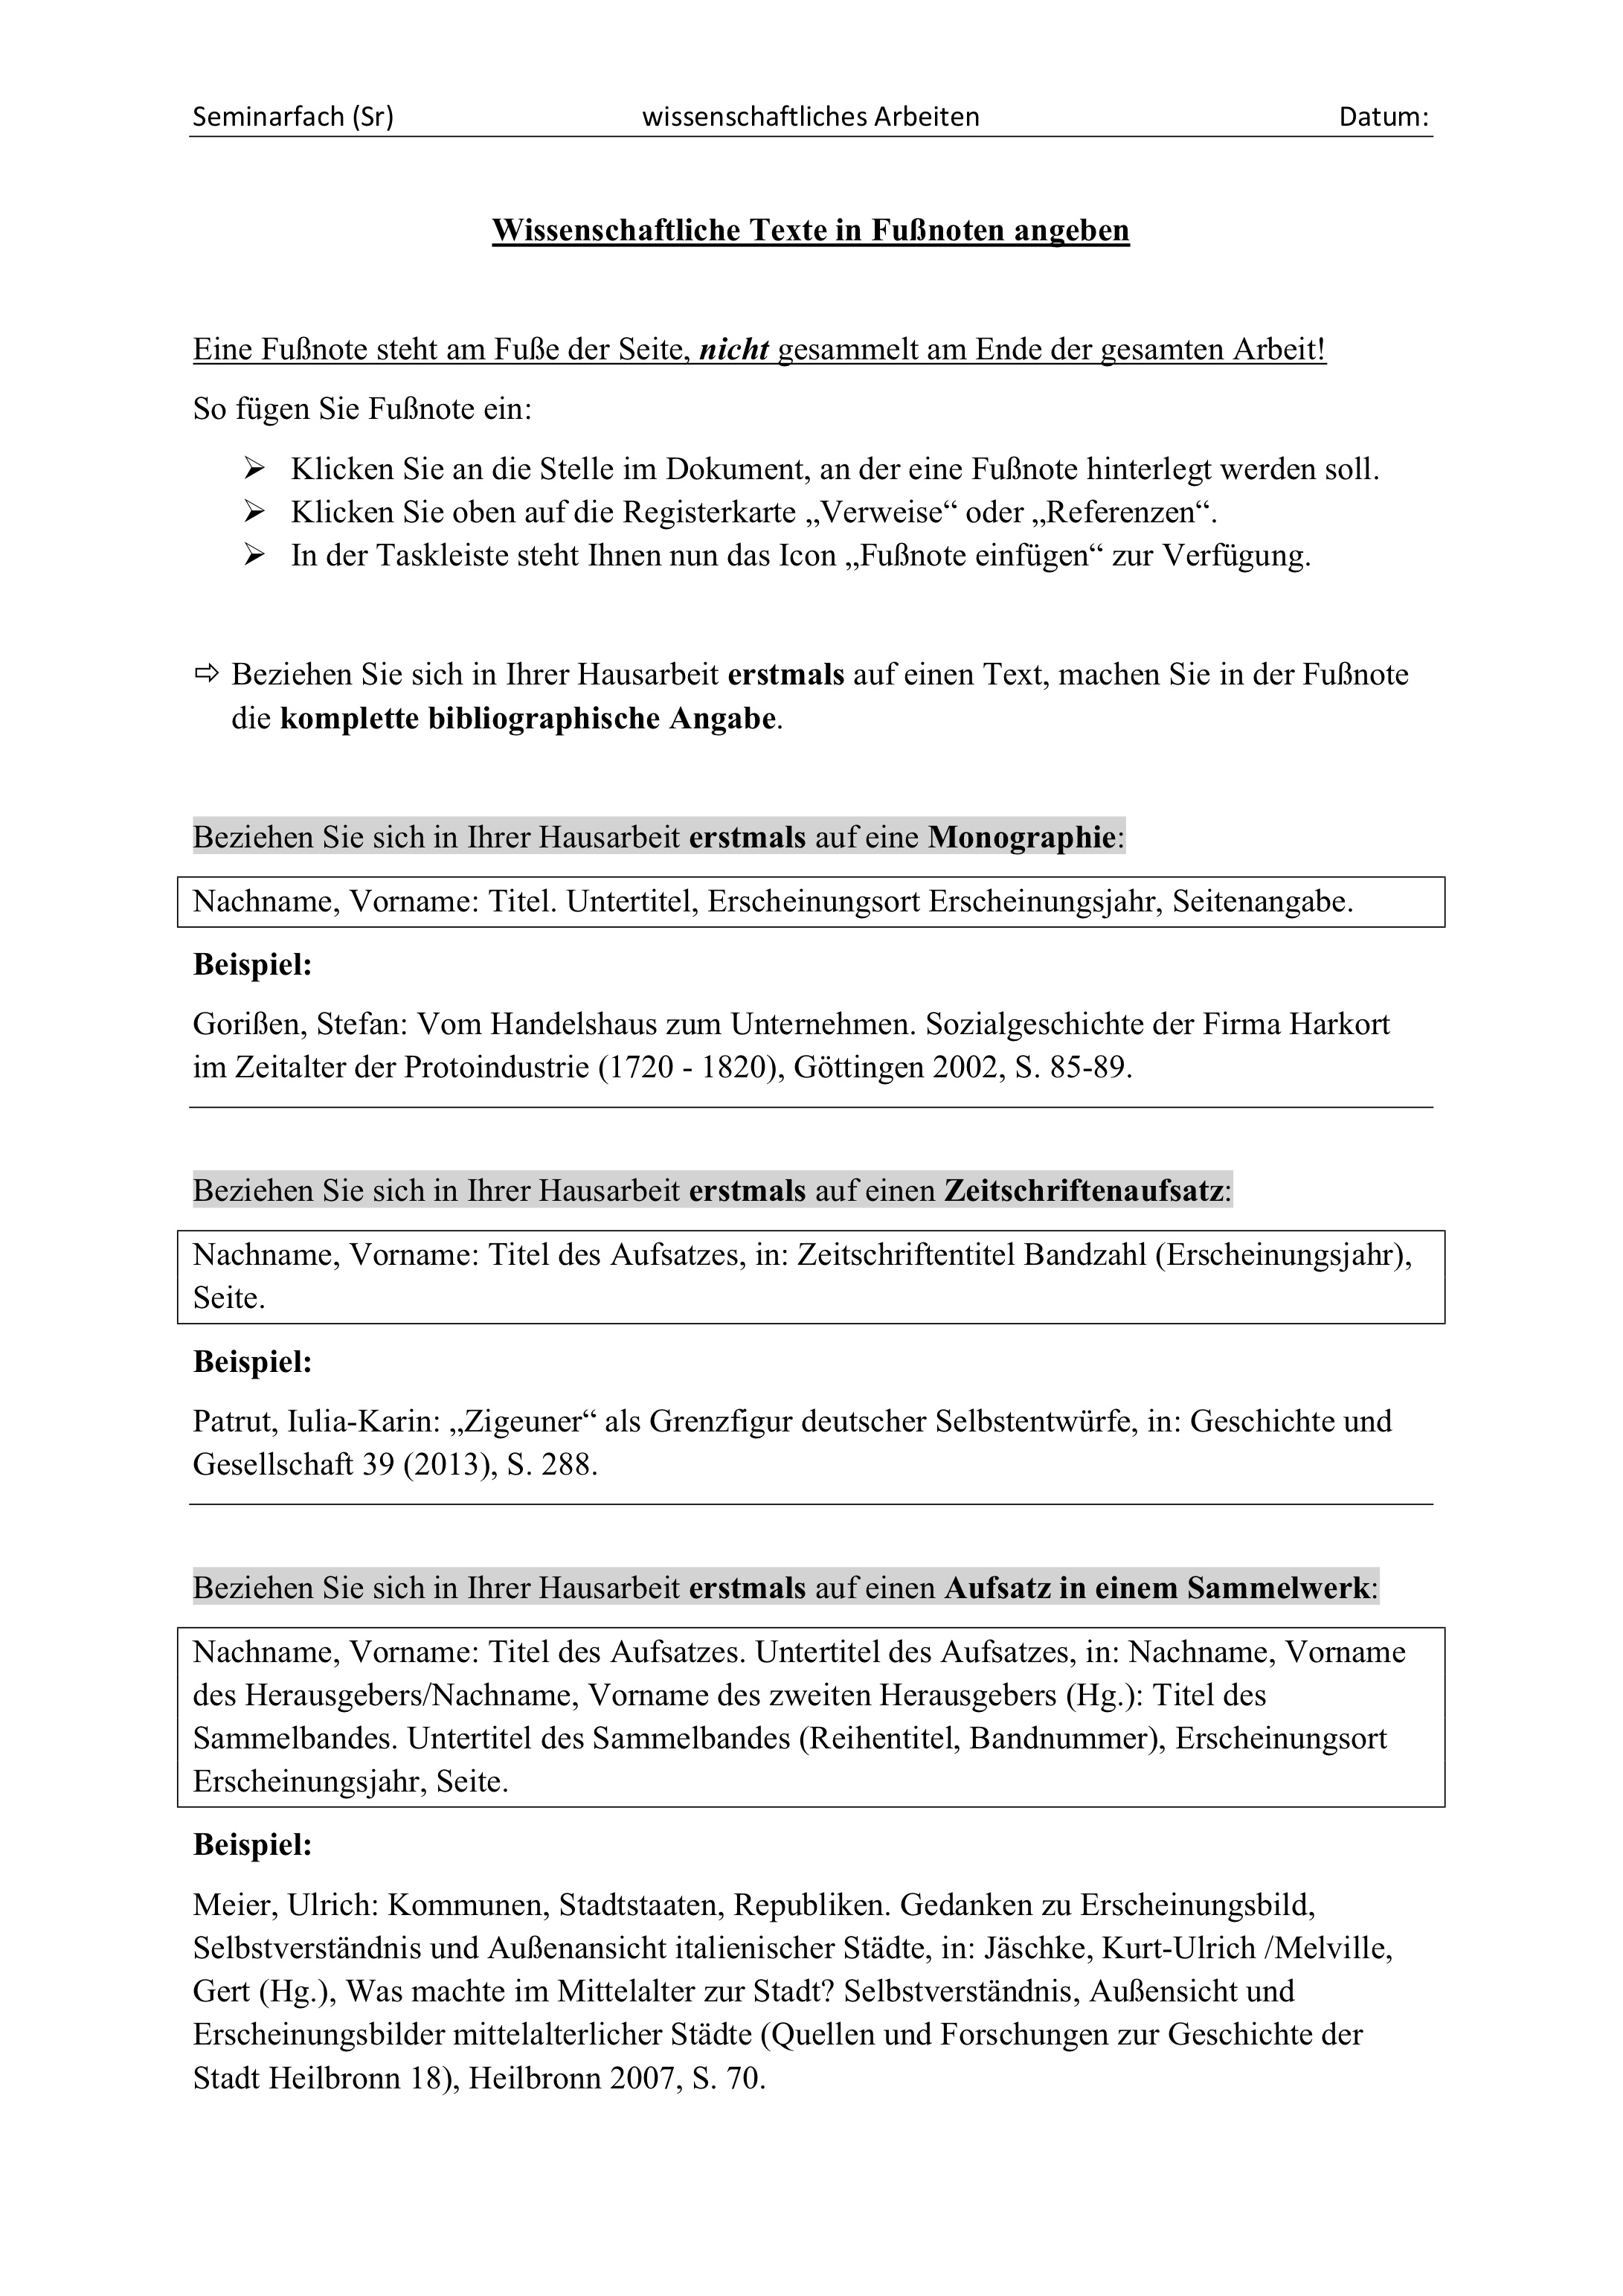 Seminarfach (Sr) wissenschaftliches Arbeiten Datum:
Wissenschaftliche Texte in Fußnoten angeben
Eine Fußnote steht am Fuße der Seite, nicht gesammelt am Ende der gesamten Arbeit!
So fügen Sie Fußnote ein:
➢ Klicken Sie an die Stelle im Dokument, an der eine Fußnote hinterlegt werden soll.
➢ Klicken Sie oben auf die Registerkarte „Verweise“ oder „Referenzen“.
➢ In der Taskleiste steht Ihnen nun das Icon „Fußnote einfügen“ zur Verfügung.
⇨ Beziehen Sie sich in Ihrer Hausarbeit erstmals auf einen Text, machen Sie in der Fußnote
die komplette bibliographische Angabe.
Beziehen Sie sich in Ihrer Hausarbeit erstmals auf eine Monographie:
Nachname, Vorname: Titel. Untertitel, Erscheinungsort Erscheinungsjahr, Seitenangabe.
Beispiel:
Gorißen, Stefan: Vom Handelshaus zum Unternehmen. Sozialgeschichte der Firma Harkort
im Zeitalter der Protoindustrie (1720 - 1820), Göttingen 2002, S. 85-89.
Beziehen Sie sich in Ihrer Hausarbeit erstmals auf einen Zeitschriftenaufsatz:
Nachname, Vorname: Titel des Aufsatzes, in: Zeitschriftentitel Bandzahl (Erscheinungsjahr),
Seite.
Beispiel:
Patrut, Iulia-Karin: „Zigeuner“ als Grenzfigur deutscher Selbstentwürfe, in: Geschichte und
Gesellschaft 39 (2013), S. 288.
Beziehen Sie sich in Ihrer Hausarbeit erstmals auf einen Aufsatz in einem Sammelwerk:
Nachname, Vorname: Titel des Aufsatzes. Untertitel des Aufsatzes, in: Nachname, Vorname
des Herausgebers/Nachname, Vorname des zweiten Herausgebers (Hg.): Titel des
Sammelbandes. Untertitel des Sammelbandes (Reihentitel, Bandnummer), Erscheinungsort
Erscheinungsjahr, Seite.
Beispiel:
Meier, Ulrich: Kommunen, Stadtstaaten, Republiken. Gedanken zu Erscheinungsbild,
Selbstverständnis und Außenansicht italienischer Städte, in: Jäschke, Kurt-Ulrich /Melville,
Gert (Hg.), Was machte im Mittelalter zur Stadt? Selbstverständnis, Außensicht und
Erscheinungsbilder mittelalterlicher Städte (Quellen und Forschungen zur Geschichte der
Stadt Heilbronn 18), Heilbronn 2007, S. 70.